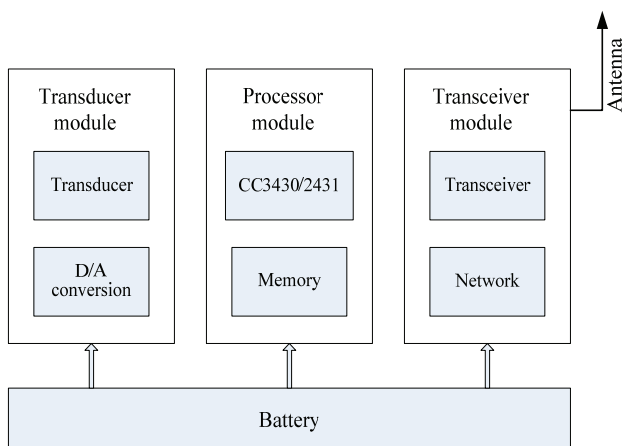 Transducer
module
Transducer
D/A
conversion
Processor
module
CC3430/2431
Memory
Transceiver
module
Transceiver
Network
Antenna
Battery